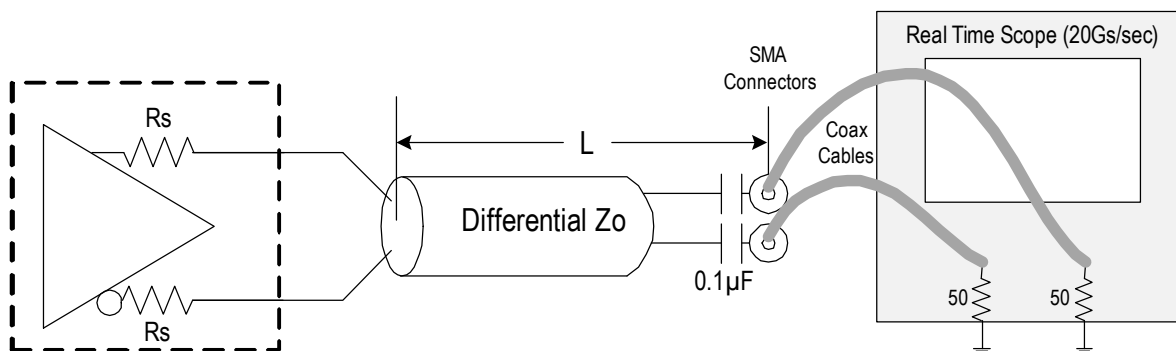 Real Time Scope (20Gs/sec)
SMA
Connectors
Rs
L
Coax
Cables
Differential Zo
0.1µF
50
50
Rs